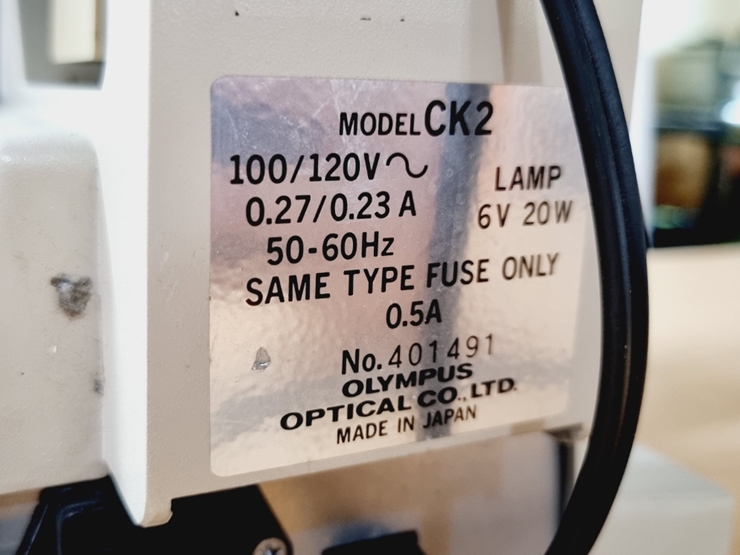 MODEL CK2
100/120V~
0.27/0.23 A
50-60Hz
LAMP
6V 20W
SAME TYPE FUSE ONLY
0.5A
No. 401491
OLYMPUS
OPTICAL CO., LTD.
MADE IN JAPAN